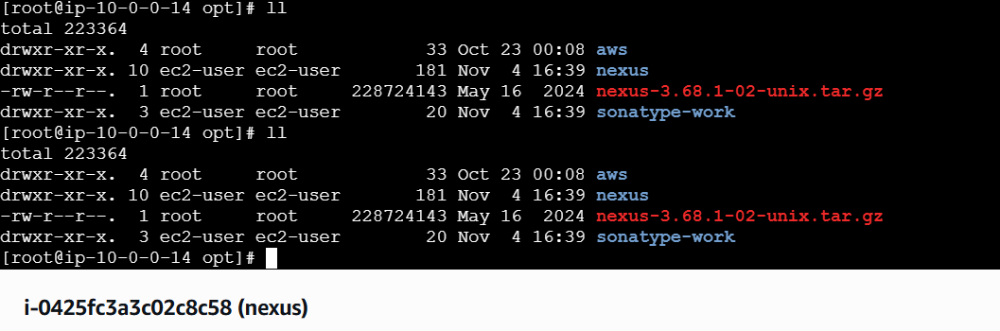 [root@ip-10-0-0-14 opt]# ll
total 223364
drwxr-xr-x.  4 root     root            33 Oct 23 00:08 aws
drwxr-xr-x. 10 ec2-user ec2-user       181 Nov  4 16:39 nexus
-rw-r--r--.  1 root     root     228724143 May 16  2024 nexus-3.68.1-02-unix.tar.gz
drwxr-xr-x.  3 ec2-user ec2-user        20 Nov  4 16:39 sonatype-work
[root@ip-10-0-0-14 opt]# ll
total 223364
drwxr-xr-x.  4 root     root            33 Oct 23 00:08 aws
drwxr-xr-x. 10 ec2-user ec2-user       181 Nov  4 16:39 nexus
-rw-r--r--.  1 root     root     228724143 May 16  2024 nexus-3.68.1-02-unix.tar.gz
drwxr-xr-x.  3 ec2-user ec2-user        20 Nov  4 16:39 sonatype-work
[root@ip-10-0-0-14 opt]#
i-0425fc3a3c02c8c58 (nexus)